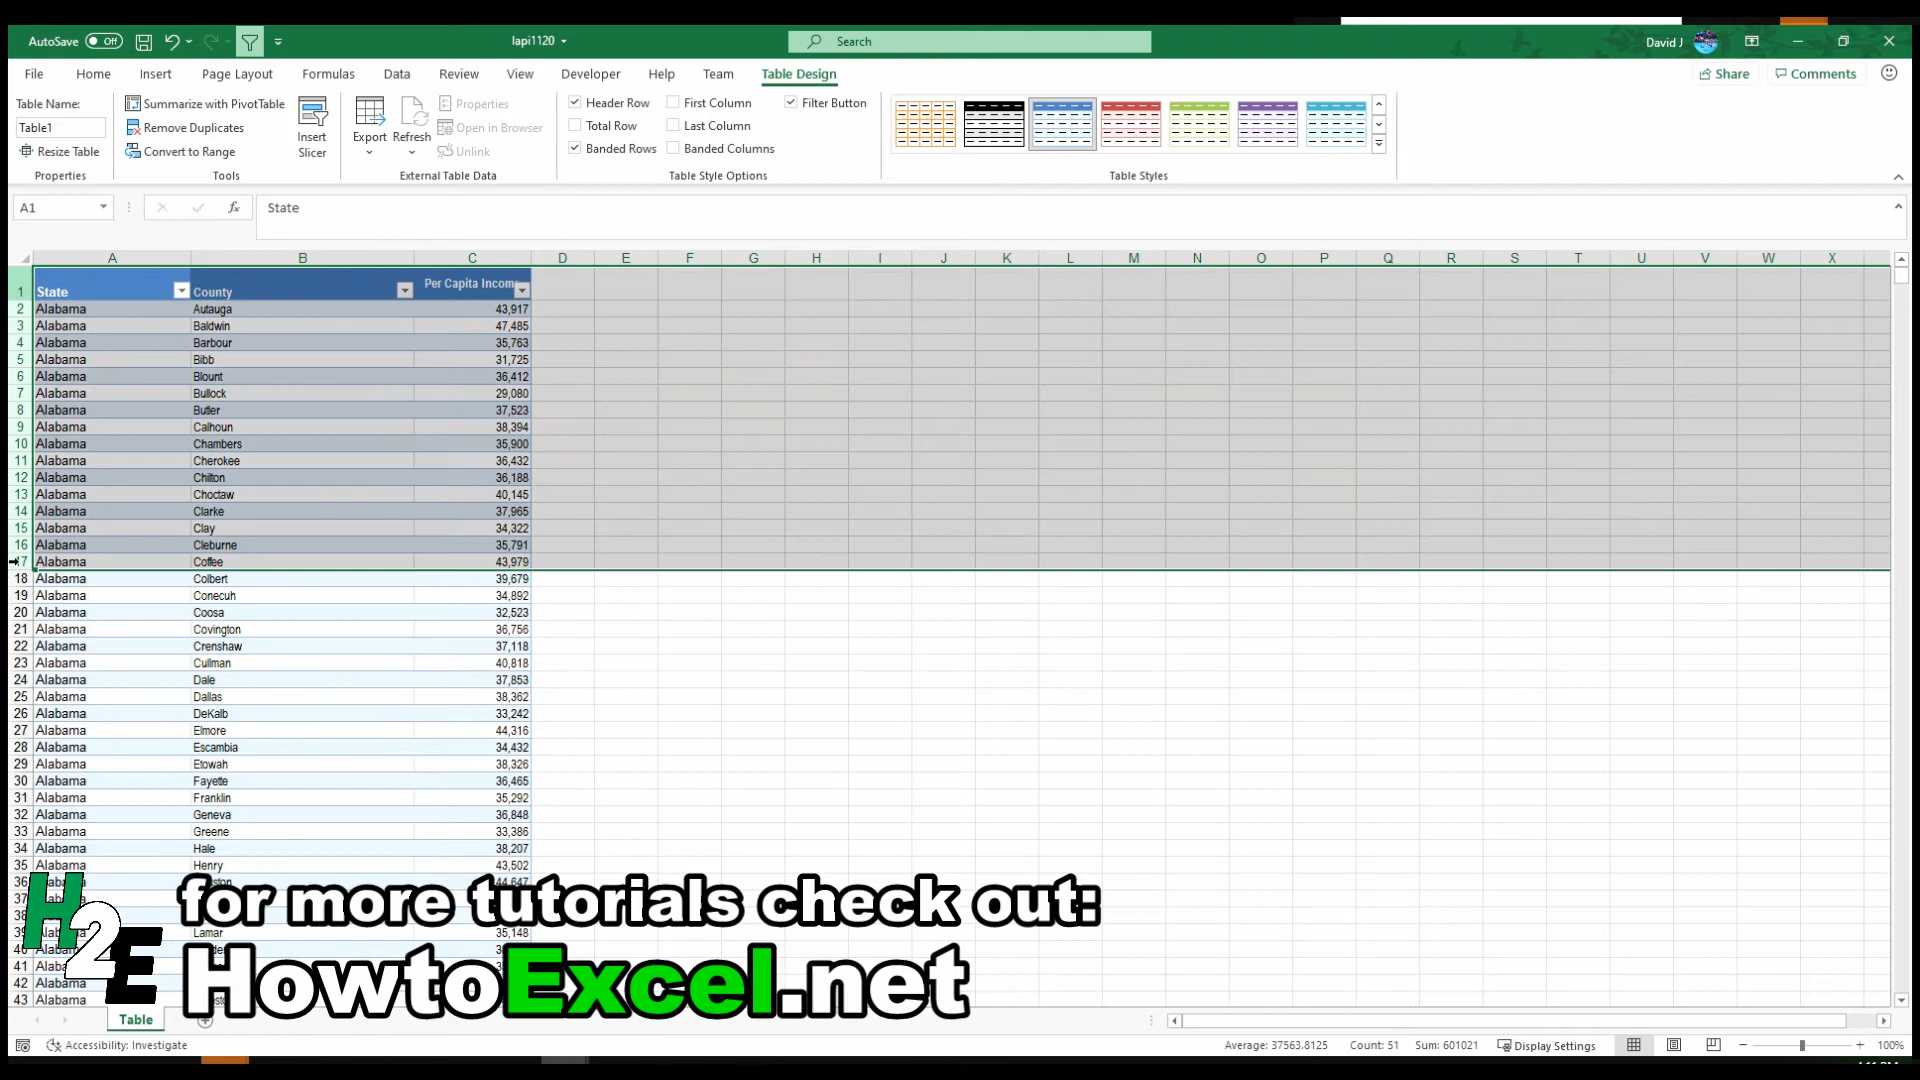 AutoSave Off lapi1120 Search David J
File Home Insert Page Layout Formulas Data Review View Developer Help Team Table Design Share Comments
Table Name:
Table1
Resize Table
Properties
Summarize with PivotTable
Remove Duplicates
Convert to Range
Tools
Insert Slicer
Export Refresh
Properties
Open in Browser
Unlink
External Table Data
Header Row First Column Filter Button
Total Row Last Column
Banded Rows Banded Columns
Table Style Options
Table Styles
A1 fx State
A B C D E F G H I J K L M N O P Q R S T U V W X
1 State County Per Capita Income
2 Alabama Autauga 43,917
3 Alabama Baldwin 47,485
4 Alabama Barbour 35,763
5 Alabama Bibb 31,725
6 Alabama Blount 36,412
7 Alabama Bullock 29,080
8 Alabama Butler 37,523
9 Alabama Calhoun 38,394
10 Alabama Chambers 35,900
11 Alabama Cherokee 36,432
12 Alabama Chilton 36,188
13 Alabama Choctaw 40,145
14 Alabama Clarke 37,965
15 Alabama Clay 34,322
16 Alabama Cleburne 35,791
17 Alabama Coffee 43,979
18 Alabama Colbert 39,679
19 Alabama Conecuh 34,892
20 Alabama Coosa 32,523
21 Alabama Covington 36,756
22 Alabama Crenshaw 37,118
23 Alabama Cullman 40,818
24 Alabama Dale 37,853
25 Alabama Dallas 38,362
26 Alabama DeKalb 33,242
27 Alabama Elmore 44,316
28 Alabama Escambia 34,432
29 Alabama Etowah 38,326
30 Alabama Fayette 36,465
31 Alabama Franklin 35,292
32 Alabama Geneva 36,848
33 Alabama Greene 33,386
34 Alabama Hale 38,207
35 Alabama Henry 43,502
36
37
38
39 Lamar 35,148
40
41
42
43
H2E
for more tutorials check out:
HowtoExcel.net
Table
Accessibility: Investigate Average: 37563.8125 Count: 51 Sum: 601021 Display Settings 100%